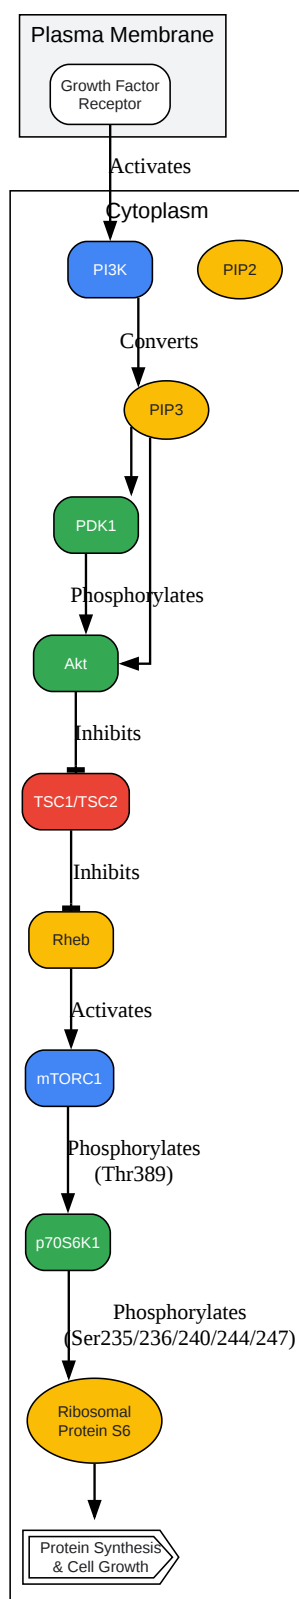 Plasma Membrane
Growth Factor
Receptor
Activates
Cytoplasm
PI3K
PIP2
Converts
PIP3
PDK1
Phosphorylates
Akt
Inhibits
TSC1/TSC2
Inhibits
Rheb
Activates
mTORC1
Phosphorylates
(Thr389)
p70S6K1
Phosphorylates
(Ser235/236/240/244/247)
Ribosomal
Protein S6
Protein Synthesis
& Cell Growth